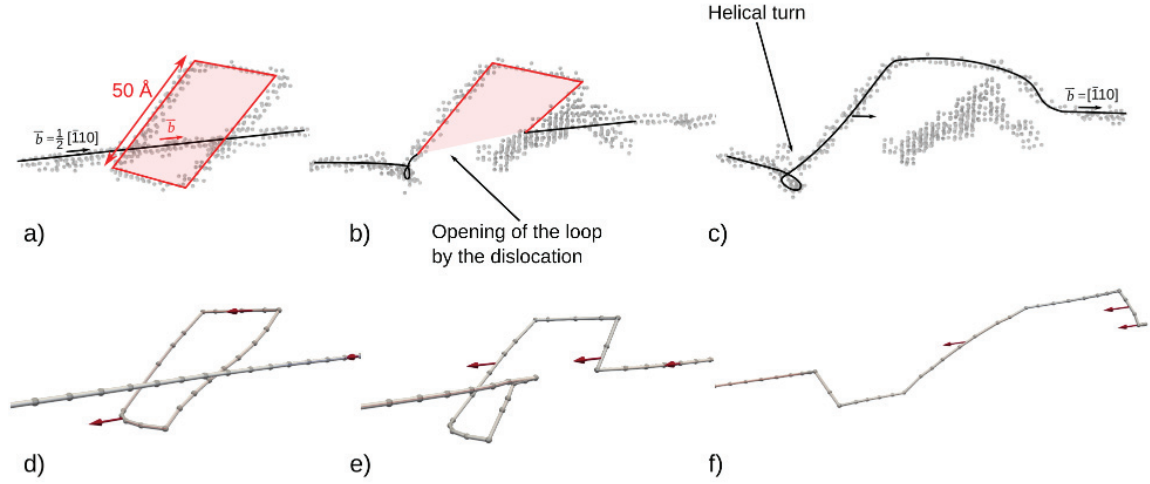 Helical turn
50 Å
b̅ = ½ [1̅10]
b̅
b̅ = [1̅10]
Opening of the loop
by the dislocation
a)
b)
c)
d)
e)
f)